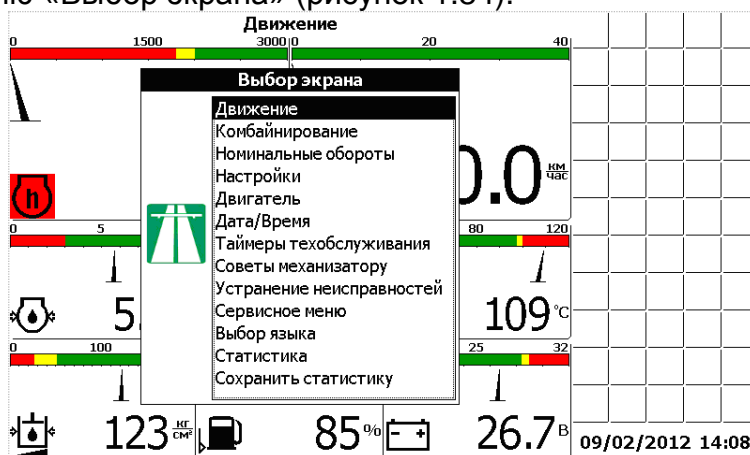 «Выбор экрана» (рисунок 1.
Движение
0 1500 3000 0 20 40
Выбор экрана
Движение
Комбайнирование
Номинальные обороты
Настройки
Двигатель
Дата/Время
Таймеры техобслуживания
Советы механизатору
Устранение неисправностей
Сервисное меню
Выбор языка
Статистика
Сохранить статистику
0.0 км/час
h
0 5 80 120
5. 109 °C
0 100 25 32
123 кг/см² 85 % 26.7 В
09/02/2012 14:08